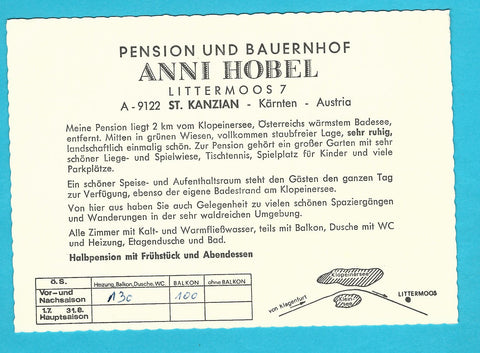 PENSION UND BAUERNHOF
ANNI HOBEL
LITTERMOOS 7
A - 9122 ST. KANZIAN - Kärnten - Austria
Meine Pension liegt 2 km vom Klopeinersee, Österreichs wärmstem Badesee,
entfernt. Mitten in grüner Wiesen, vollkommen staubfreier Lage, sehr ruhig,
landschaftlich einmalig schön. Zur Pension gehört ein großer Garten mit sehr
schöner Liege- und Spielwiese, Tischtennis, Spielplatz für Kinder und viele
Parkplätze.
Ein schöner Speise- und Aufenthaltsraum steht den Gästen den ganzen Tag
zur Verfügung, ebenso der eigene Badestrand am Klopeinersee.
Von hier aus haben Sie auch Gelegenheit zu vielen schönen Spaziergängen
und Wanderungen in der sehr waldreichen Umgebung.
Alle Zimmer mit Kalt- und Warmfließwasser, teils mit Balkon, Dusche mit WC
und Heizung, Etagendusche und Bad.
Halbpension mit Frühstück und Abendessen
ö.S. Heizung, Balkon, Dusche, WC. BALKON ohne BALKON
Vor- und
Nachsaison 130 100
1.7. 31.8.
Hauptsaison
Klopeinersee
von Klagenfurt
LITTERMOOS